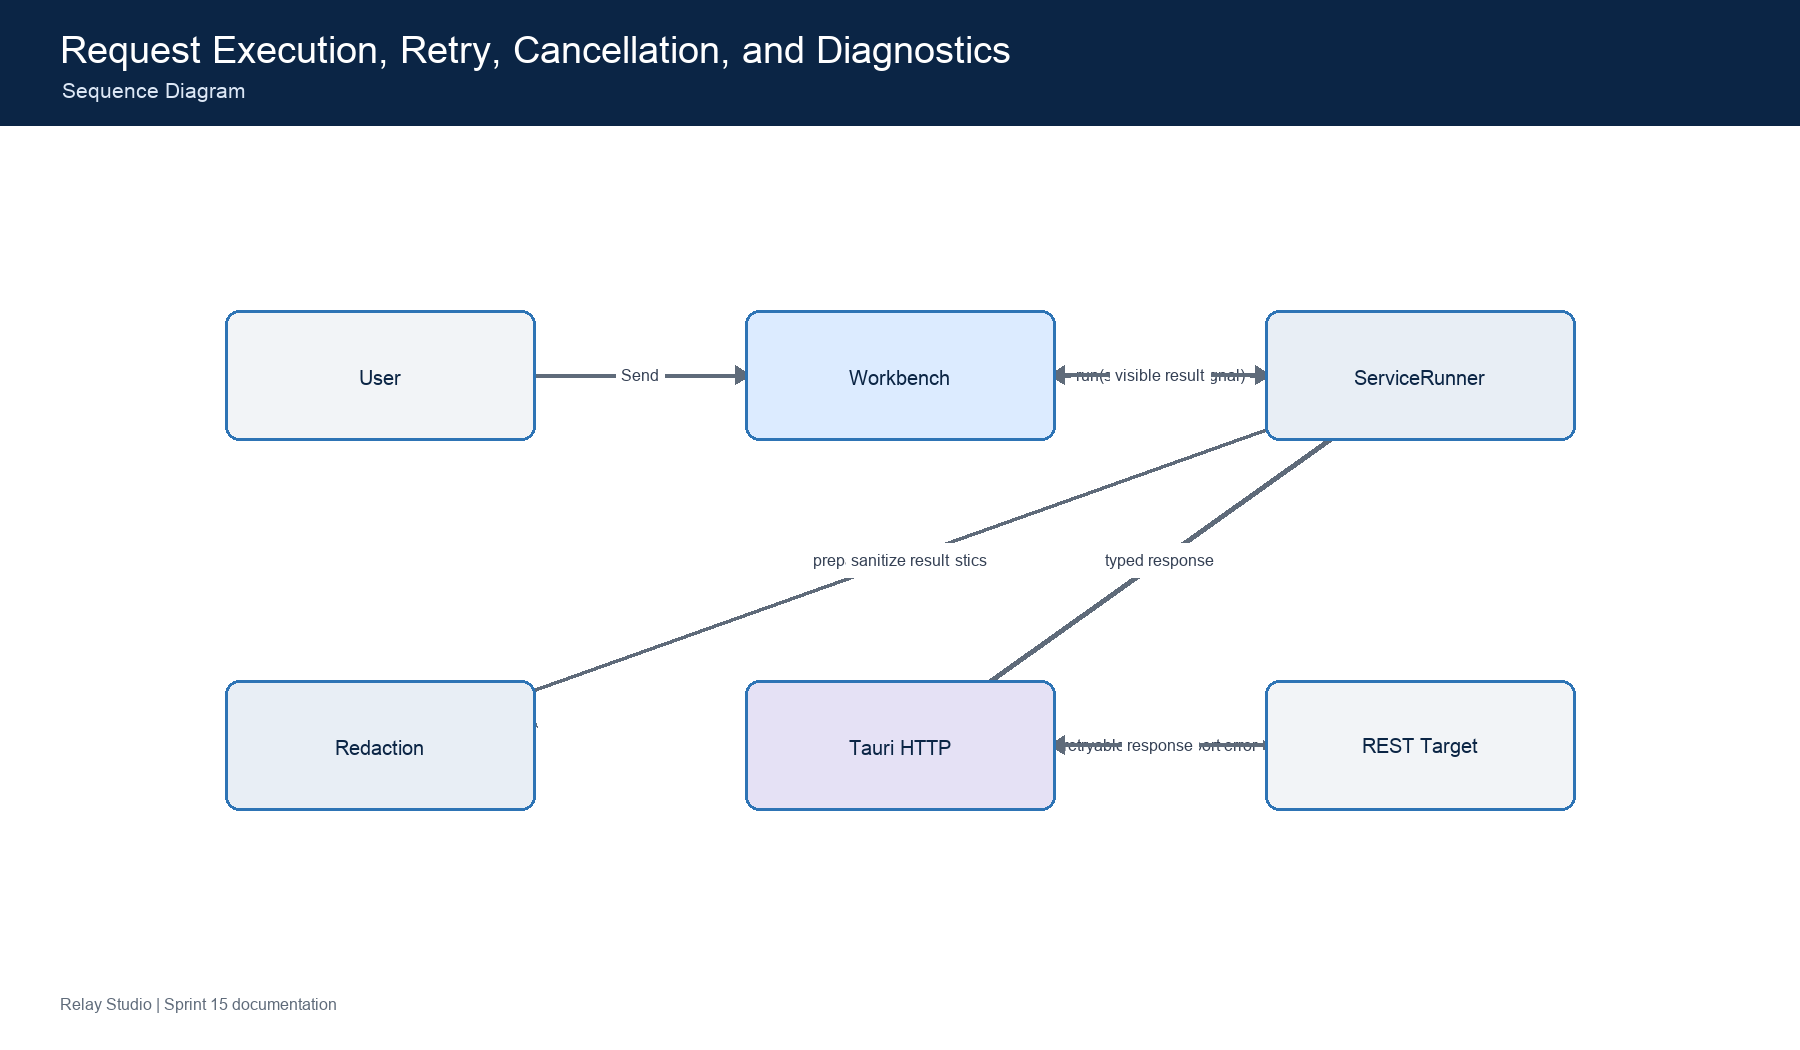 Request Execution, Retry, Cancellation, and Diagnostics
Sequence Diagram
User
Send
Workbench
visible result
ServiceRunner
sanitize result
typed response
Redaction
Tauri HTTP
response
error
REST Target
Relay Studio | Sprint 15 documentation